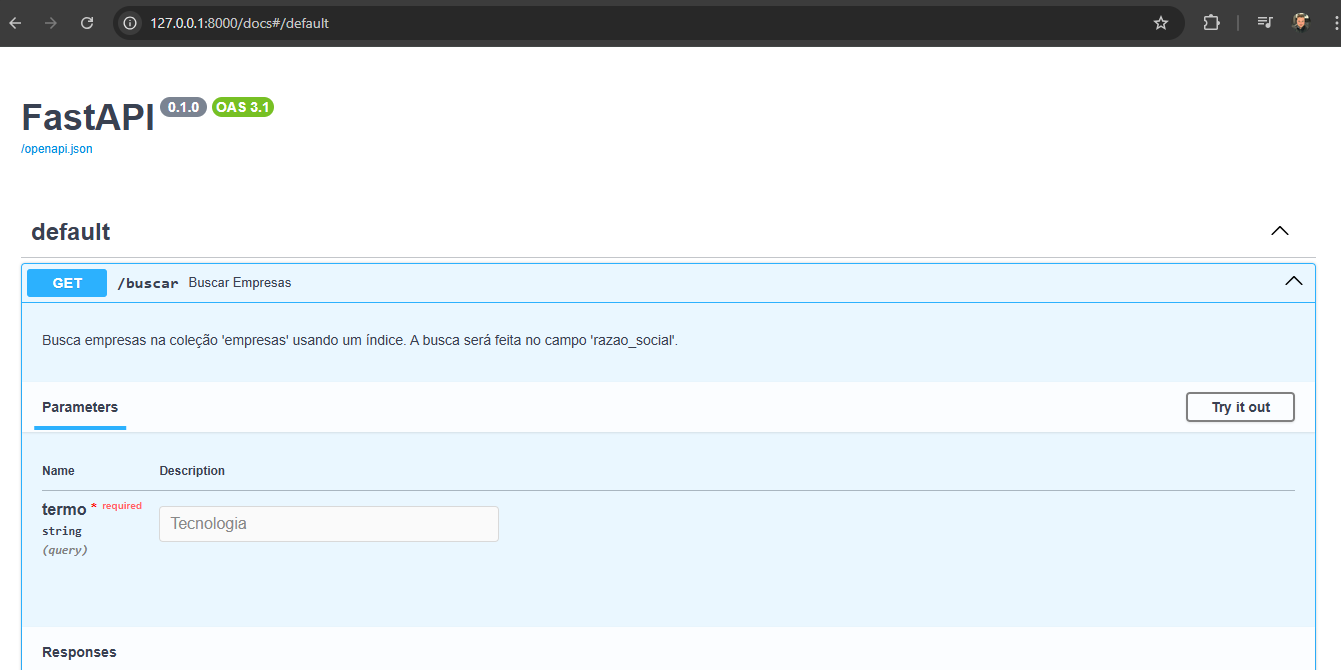 127.0.0.1:8000/docs#/default
FastAPI 0.1.0 OAS 3.1
/openapi.json
default
GET /buscar Buscar Empresas
Busca empresas na coleção 'empresas' usando um índice. A busca será feita no campo 'razao_social'.
Parameters Try it out
Name Description
termo * required
string
(query)
Tecnologia
Responses